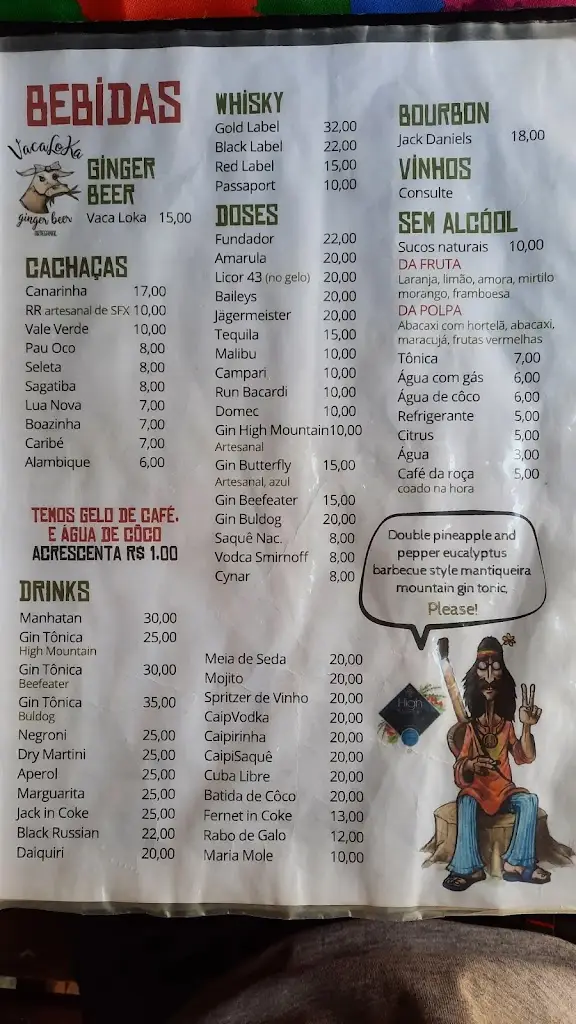 BEBIDAS
VacaLoKa
ginger beer
ARTESANAL
GINGER
BEER
Vaca Loka 15,00
CACHAÇAS
Canarinha 17,00
RR artesanal de SFX 10,00
Vale Verde 10,00
Pau Oco 8,00
Seleta 8,00
Sagatiba 8,00
Lua Nova 7,00
Boazinha 7,00
Caribé 7,00
Alambique 6,00
TEMOS GELO DE CAFÉ,
E ÁGUA DE CÔCO
ACRESCENTA R$ 1.00
WHISKY
Gold Label 32,00
Black Label 22,00
Red Label 15,00
Passaport 10,00
DOSES
Fundador 22,00
Amarula 20,00
Licor 43 (no gelo) 20,00
Baileys 20,00
Jägermeister 20,00
Tequila 15,00
Malibu 10,00
Campari 10,00
Run Bacardi 10,00
Domec 10,00
Gin High Mountain 10,00
Artesanal
Gin Butterfly 15,00
Artesanal, azul
Gin Beefeater 15,00
Gin Buldog 20,00
Saquê Nac. 8,00
Vodca Smirnoff 8,00
Cynar 8,00
BOURBON
Jack Daniels 18,00
VINHOS
Consulte
SEM ALCÓOL
Sucos naturais 10,00
DA FRUTA
Laranja, limão, amora, mirtilo
morango, framboesa
DA POLPA
Abacaxi com hortelã, abacaxi,
maracujá, frutas vermelhas
Tônica 7,00
Água com gás 6,00
Água de côco 6,00
Refrigerante 5,00
Citrus 5,00
Água 3,00
Café da roça 5,00
coado na hora
DRINKS
Manhatan 30,00
Gin Tônica 25,00
High Mountain
Gin Tônica 30,00
Beefeater
Gin Tônica 35,00
Buldog
Negroni 25,00
Dry Martini 25,00
Aperol 25,00
Marguarita 25,00
Jack in Coke 25,00
Black Russian 22,00
Daiquiri 20,00
Meia de Seda 20,00
Mojito 20,00
Spritzer de Vinho 20,00
CaipVodka 20,00
Caipirinha 20,00
CaipiSaquê 20,00
Cuba Libre 20,00
Batida de Côco 20,00
Fernet in Coke 13,00
Rabo de Galo 12,00
Maria Mole 10,00
Double pineapple and
pepper eucalyptus
barbecue style mantiqueira
mountain gin tonic,
Please!
High